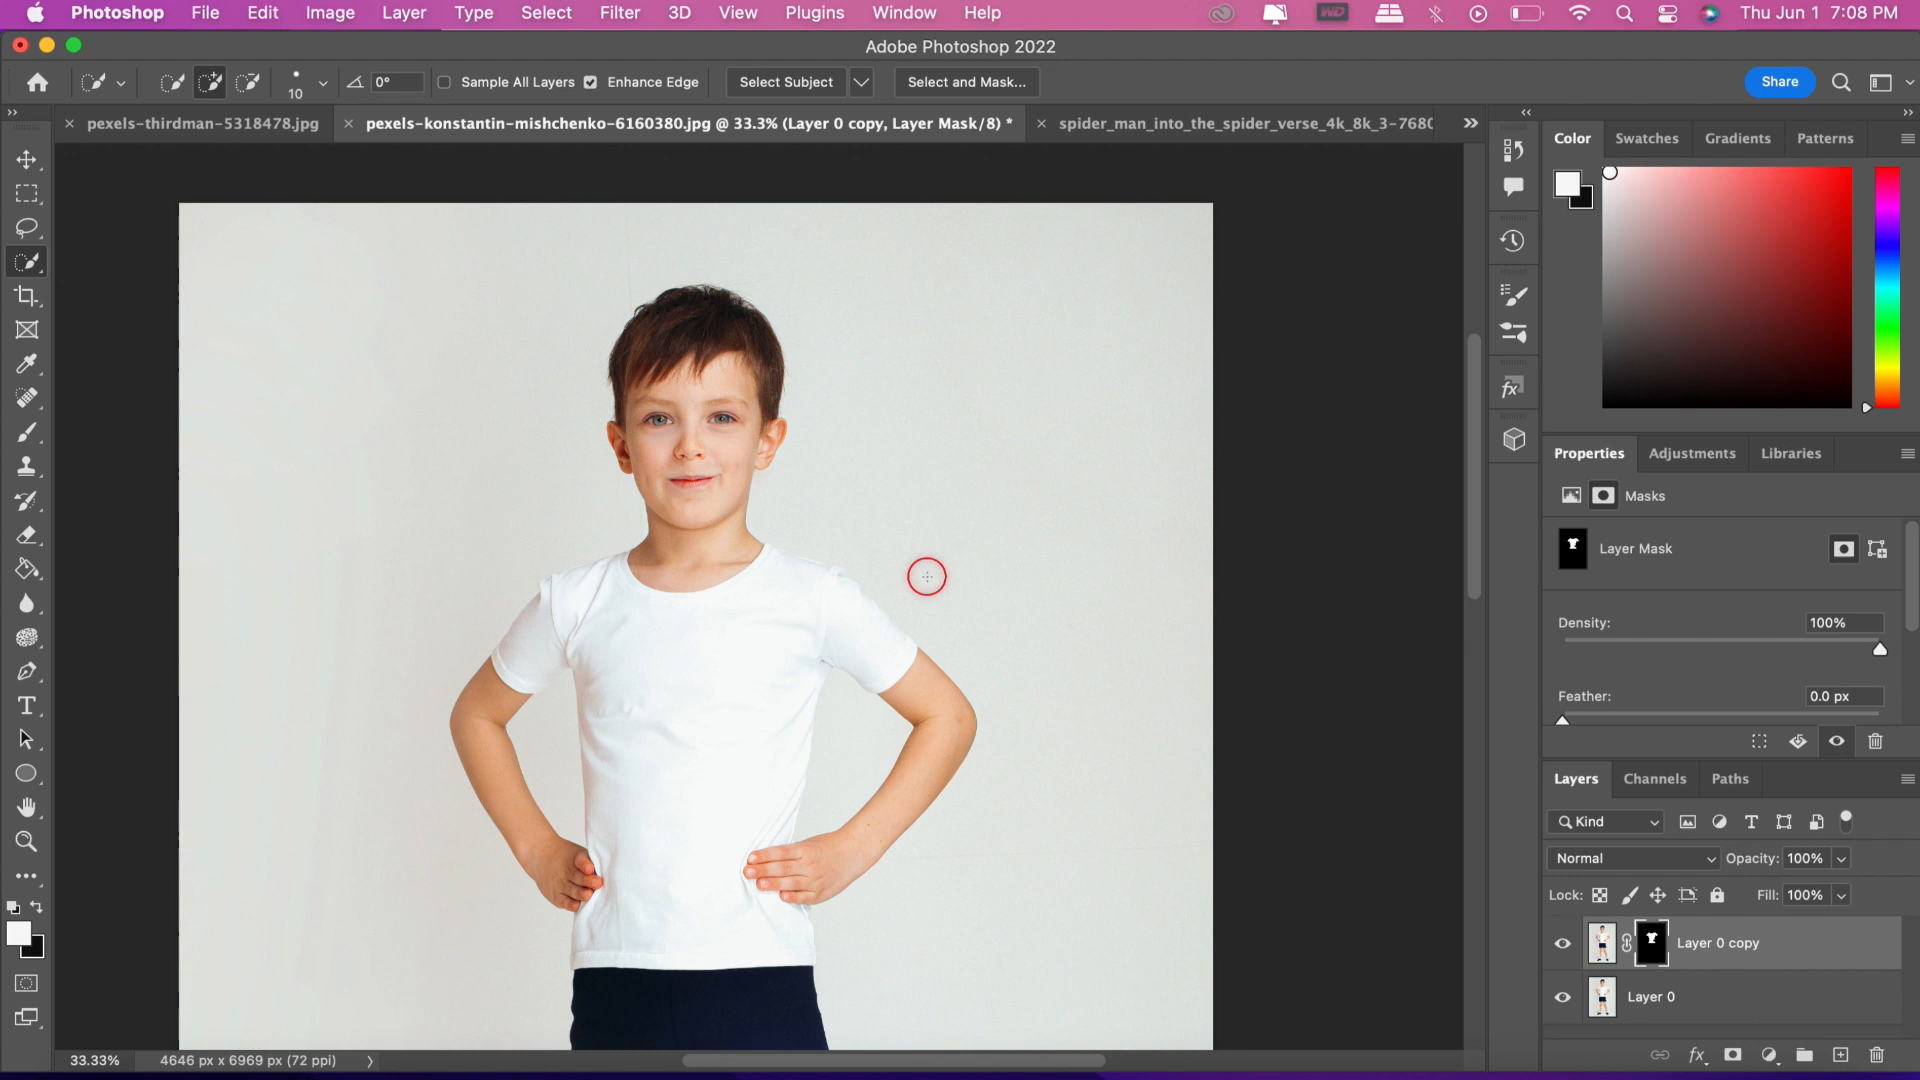 Photoshop File Edit Image Layer Type Select Filter 3D View Plugins Window Help WD Thu Jun 1 7:08 PM
Adobe Photoshop 2022
10 0° Sample All Layers Enhance Edge Select Subject Select and Mask... Share
pexels-thirdman-5318478.jpg pexels-konstantin-mishchenko-6160380.jpg @ 33.3% (Layer 0 copy, Layer Mask/8) * spider_man_into_the_spider_verse_4k_8k_3-7680
Color Swatches Gradients Patterns
Properties Adjustments Libraries
Masks
Layer Mask
Density: 100%
Feather: 0.0 px
Layers Channels Paths
Kind
Normal Opacity: 100%
Lock: Fill: 100%
Layer 0 copy
Layer 0
33.33% 4646 px x 6969 px (72 ppi)